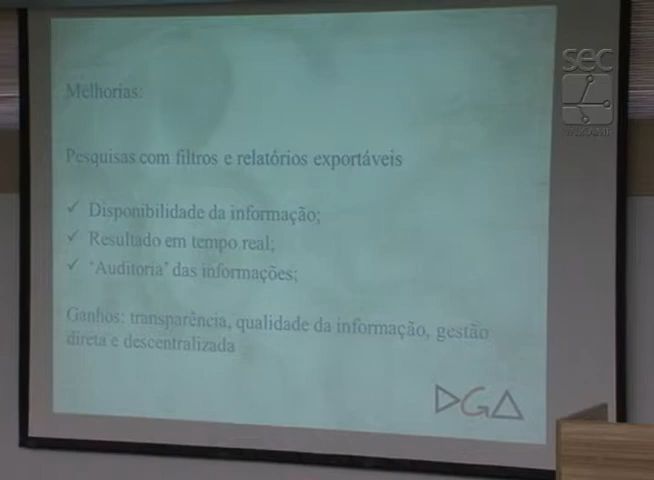 Melhorias:
Pesquisas com filtros e relatórios exportáveis
✓ Disponibilidade da informação;
✓ Resultado em tempo real;
✓ 'Auditoria' das informações;
Ganhos: transparência, qualidade da informação, gestão
direta e descentralizada
DGA
sec
UNICAMP